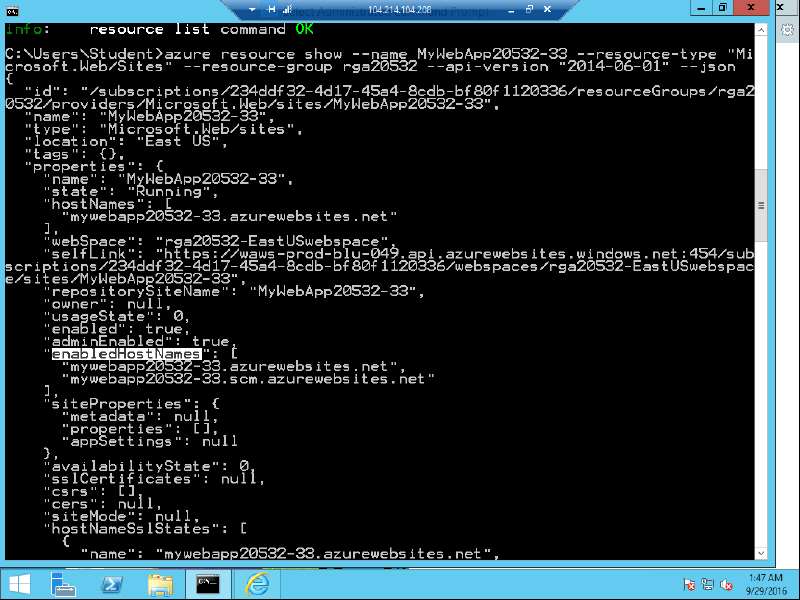 104.214.104.208
info:    resource list command OK
C:\Users\Student>azure resource show --name MyWebApp20532-33 --resource-type "Mi
crosoft.Web/Sites" --resource-group rga20532 --api-version "2014-06-01" --json
{
"id": "/subscriptions/234ddf32-4d17-45a4-8cdb-bf80f1120336/resourceGroups/rga2
0532/providers/Microsoft.Web/sites/MyWebApp20532-33",
"name": "MyWebApp20532-33",
"type": "Microsoft.Web/sites",
"location": "East US",
"tags": {},
"properties": {
"name": "MyWebApp20532-33",
"state": "Running",
"hostNames": [
"mywebapp20532-33.azurewebsites.net"
],
"webSpace": "rga20532-EastUSwebspace",
"selfLink": "https://waws-prod-blu-049.api.azurewebsites.windows.net:454/sub
scriptions/234ddf32-4d17-45a4-8cdb-bf80f1120336/webspaces/rga20532-EastUSwebspac
e/sites/MyWebApp20532-33",
"repositorySiteName": "MyWebApp20532-33",
"owner": null,
"usageState": 0,
"enabled": true,
"adminEnabled": true,
"enabledHostNames": [
"mywebapp20532-33.azurewebsites.net",
"mywebapp20532-33.scm.azurewebsites.net"
],
"siteProperties": {
"metadata": null,
"properties": [],
"appSettings": null
},
"availabilityState": 0,
"sslCertificates": null,
"csrs": [],
"cers": null,
"siteMode": null,
"hostNameSslStates": [
{
"name": "mywebapp20532-33.azurewebsites.net",
1:47 AM
9/29/2016